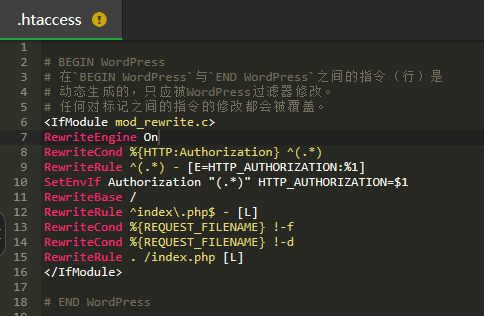 .htaccess
1
2 # BEGIN WordPress
3 # 在`BEGIN WordPress`与`END WordPress`之间的指令（行）是
4 # 动态生成的，只应被WordPress过滤器修改。
5 # 任何对标记之间的指令的修改都会被覆盖。
6 <IfModule mod_rewrite.c>
7 RewriteEngine On
8 RewriteCond %{HTTP:Authorization} ^(.*)
9 RewriteRule ^(.*) - [E=HTTP_AUTHORIZATION:%1]
10 SetEnvIf Authorization "(.*)" HTTP_AUTHORIZATION=$1
11 RewriteBase /
12 RewriteRule ^index\.php$ - [L]
13 RewriteCond %{REQUEST_FILENAME} !-f
14 RewriteCond %{REQUEST_FILENAME} !-d
15 RewriteRule . /index.php [L]
16 </IfModule>
17
18 # END WordPress